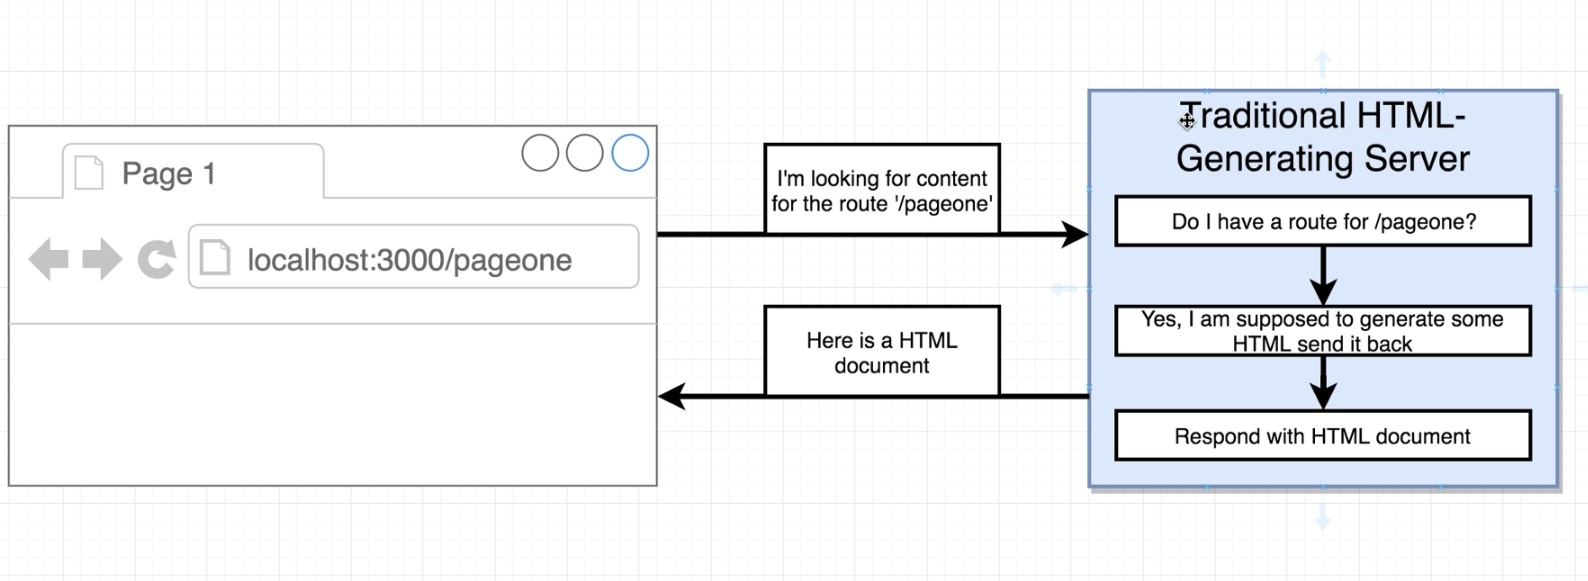 Page 1
localhost:3000/pageone
I'm looking for content
for the route '/pageone'
Here is a HTML
document
Traditional HTML-
Generating Server
Do I have a route for /pageone?
Yes, I am supposed to generate some
HTML send it back
Respond with HTML document